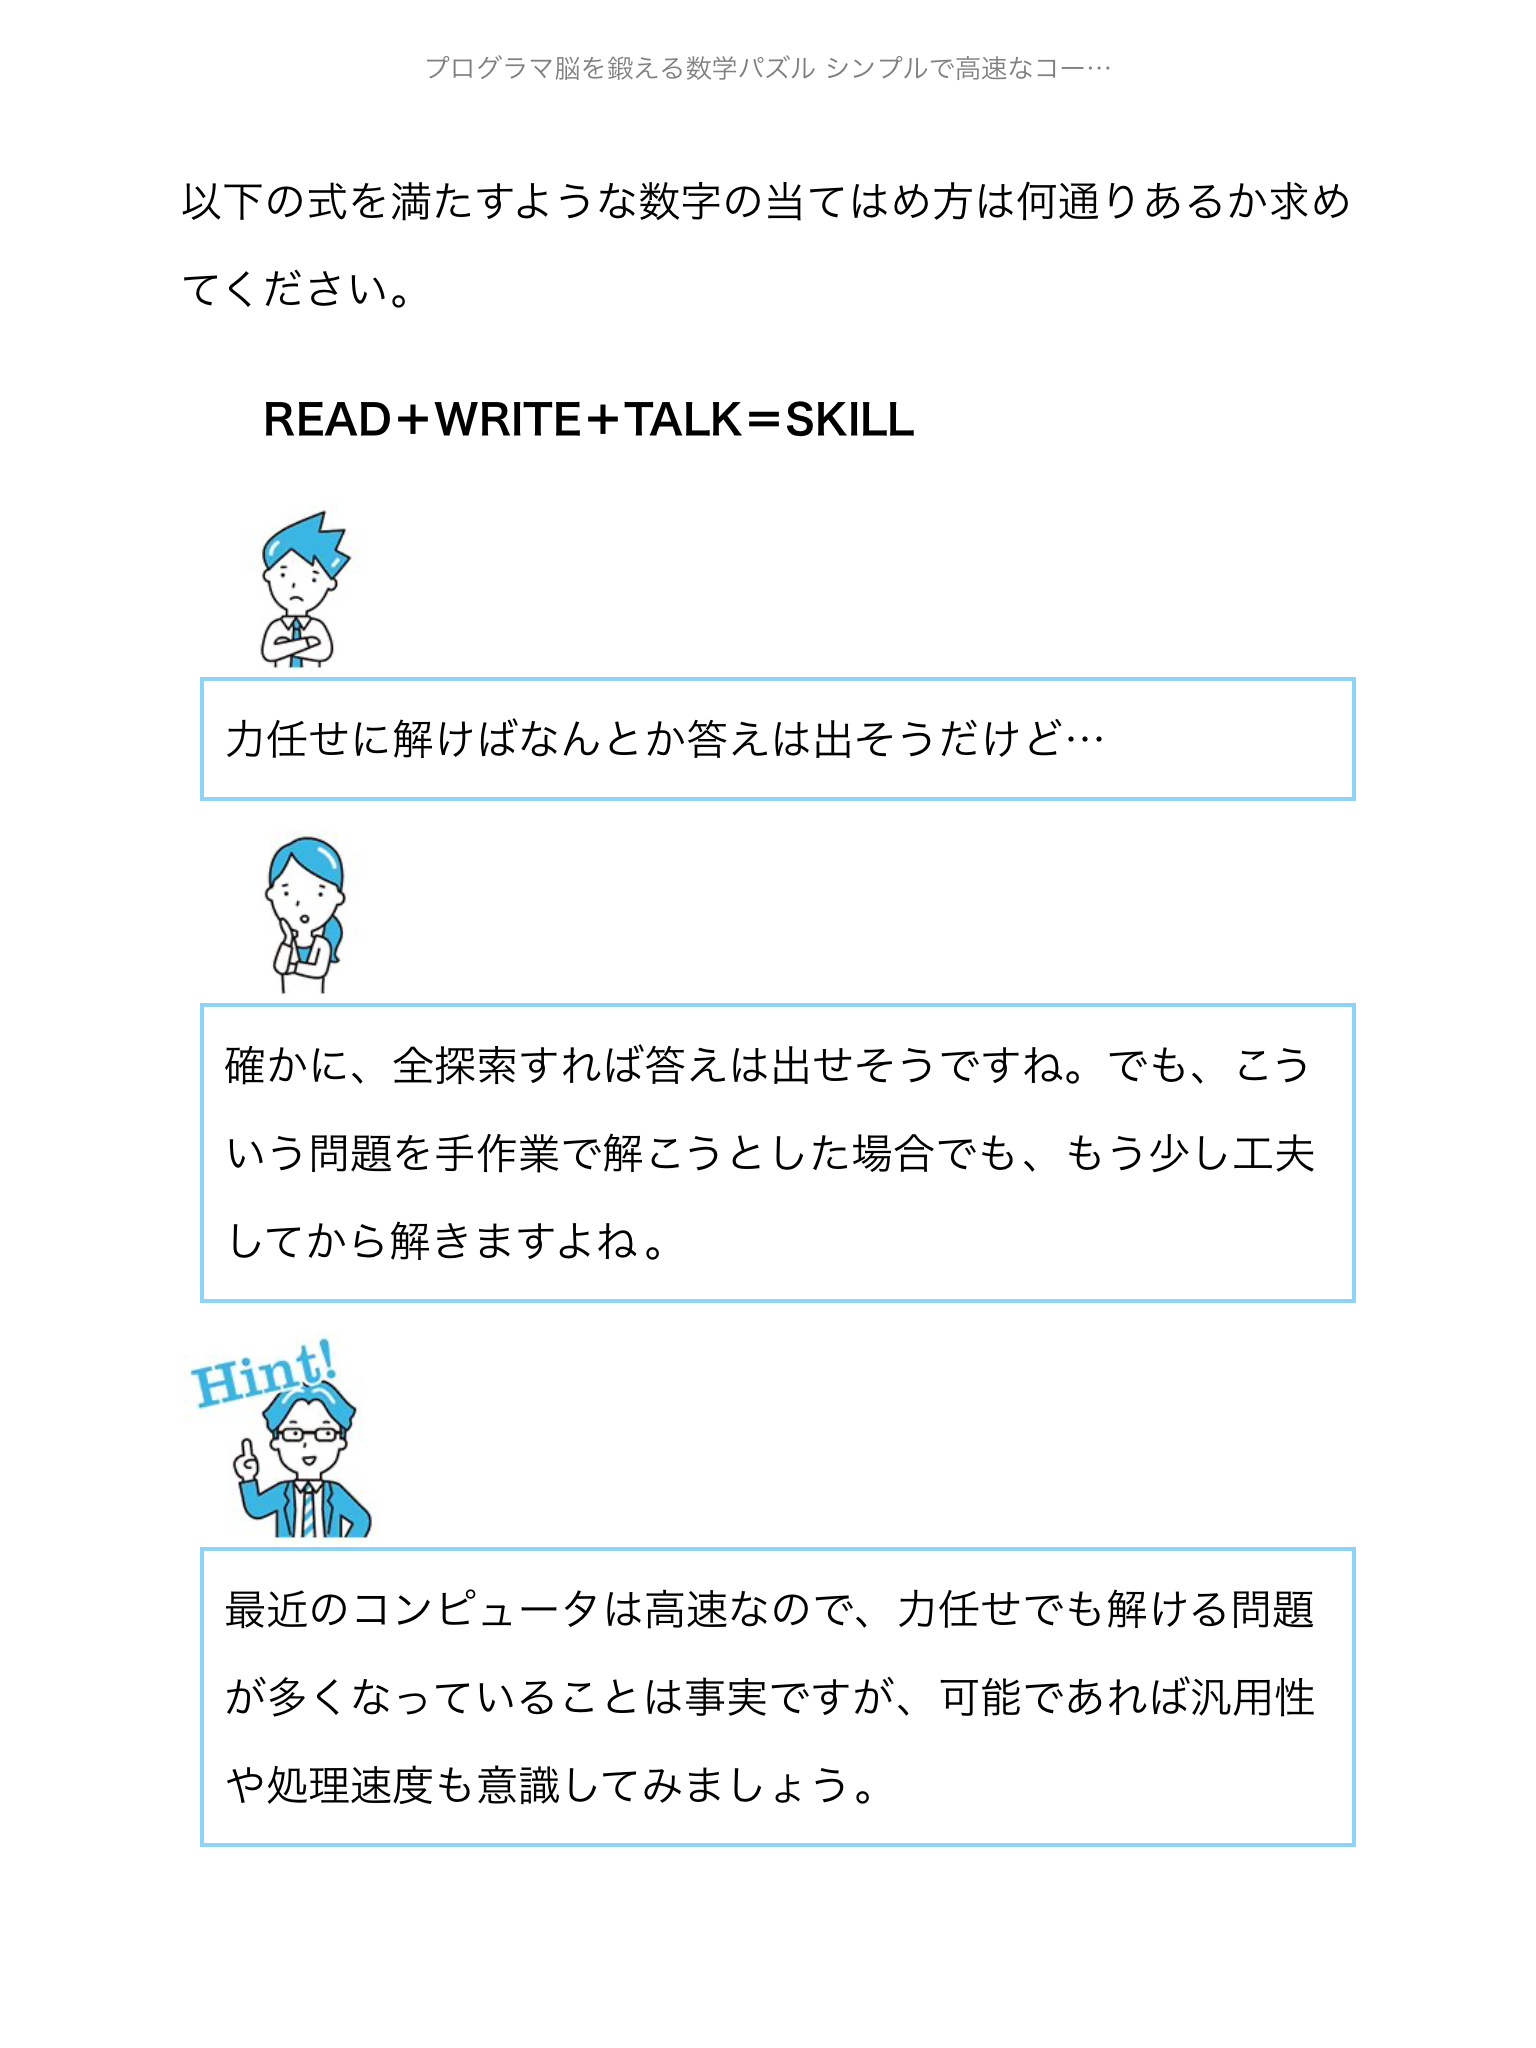 プログラマ脳を鍛える数学パズル シンプルで高速なコー…
以下の式を満たすような数字の当てはめ方は何通りあるか求め
てください。
READ＋WRITE＋TALK＝SKILL
力任せに解けばなんとか答えは出そうだけど…
確かに、全探索すれば答えは出せそうですね。でも、こう
いう問題を手作業で解こうとした場合でも、もう少し工夫
してから解きますよね。
Hint!
最近のコンピュータは高速なので、力任せでも解ける問題
が多くなっていることは事実ですが、可能であれば汎用性
や処理速度も意識してみましょう。